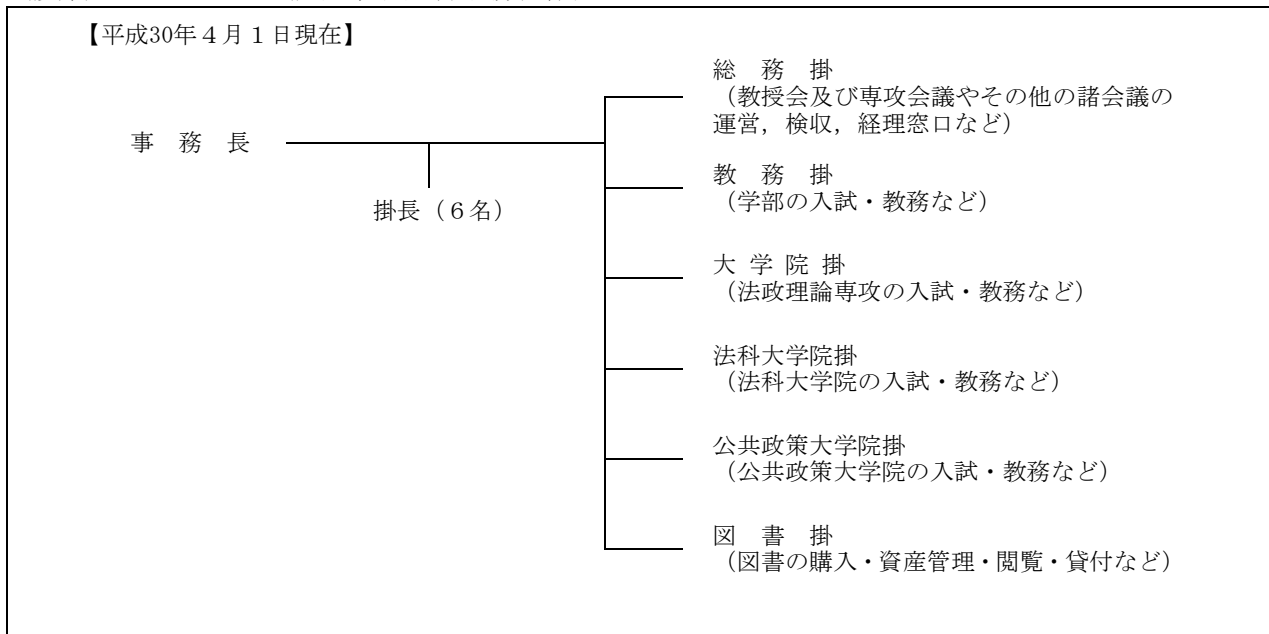 【平成30年４月１日現在】
総　務　掛
（教授会及び専攻会議やその他の諸会議の
運営，検収，経理窓口など）
事　務　長
教　務　掛
（学部の入試・教務など）
掛長（６名）
大 学 院 掛
（法政理論専攻の入試・教務など）
法科大学院掛
（法科大学院の入試・教務など）
公共政策大学院掛
（公共政策大学院の入試・教務など）
図　書　掛
（図書の購入・資産管理・閲覧・貸付など）